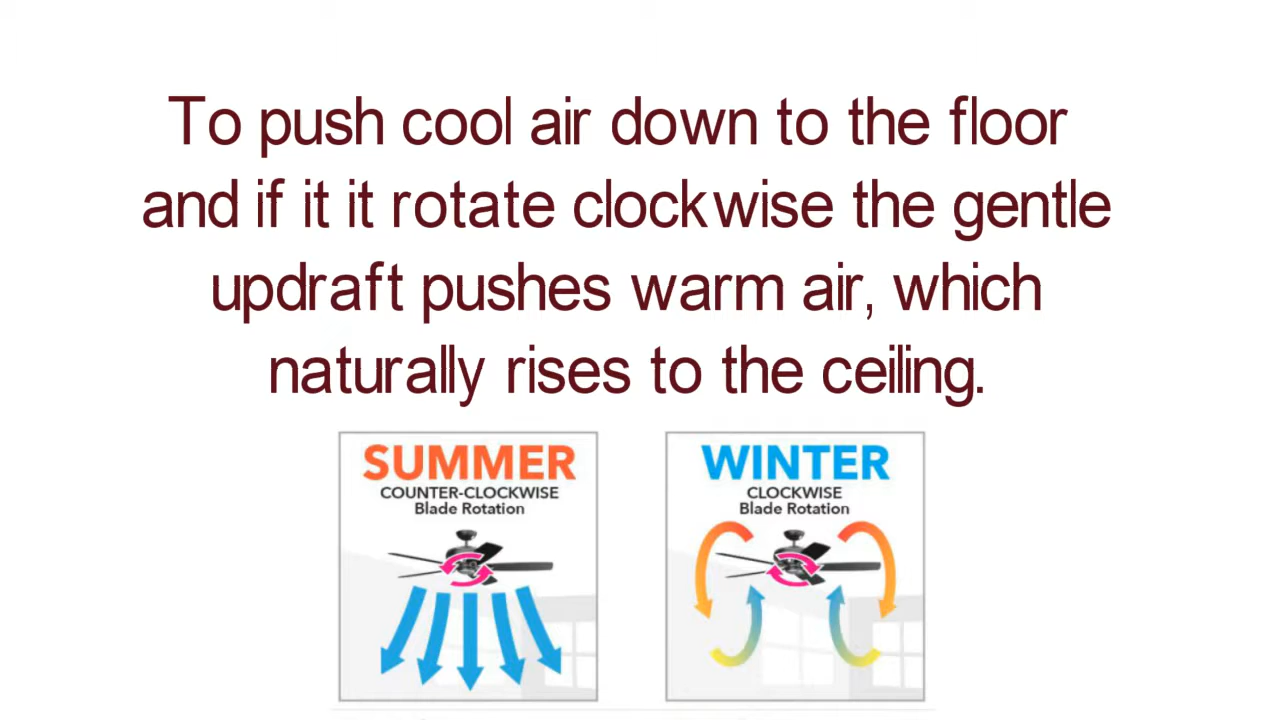 To push cool air down to the floor
and if it it rotate clockwise the gentle
updraft pushes warm air, which
naturally rises to the ceiling.
SUMMER
COUNTER-CLOCKWISE
Blade Rotation
WINTER
CLOCKWISE
Blade Rotation